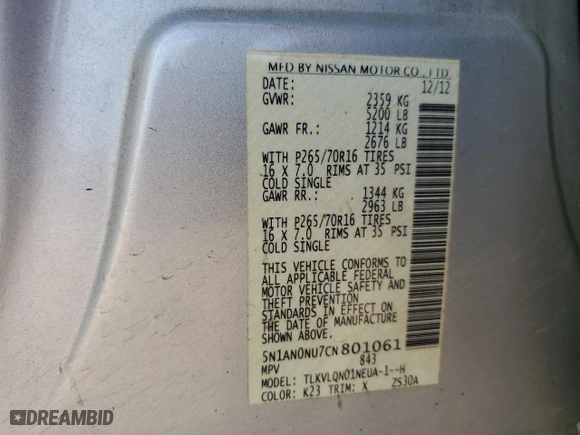 MFD BY NISSAN MOTOR CO., LTD.
DATE: 12/12
GVWR: 2359 KG
5200 LB
GAWR FR.: 1214 KG
2676 LB
WITH P265/70R16 TIRES
16 X 7.0 RIMS AT 35 PSI
COLD SINGLE
GAWR RR.: 1344 KG
2963 LB
WITH P265/70R16 TIRES
16 X 7.0 RIMS AT 35 PSI
COLD SINGLE
THIS VEHICLE CONFORMS TO
ALL APPLICABLE FEDERAL
MOTOR VEHICLE SAFETY AND
THEFT PREVENTION
STANDARDS IN EFFECT ON
THE DATE OF MANUFACTURE
SHOWN ABOVE.
5N1AN0NU7CN801061
MPV 843
MODEL: TLKVLQN01NEUA-1--H
COLOR: K23 TRIM: X ZS30A
DREAMBID